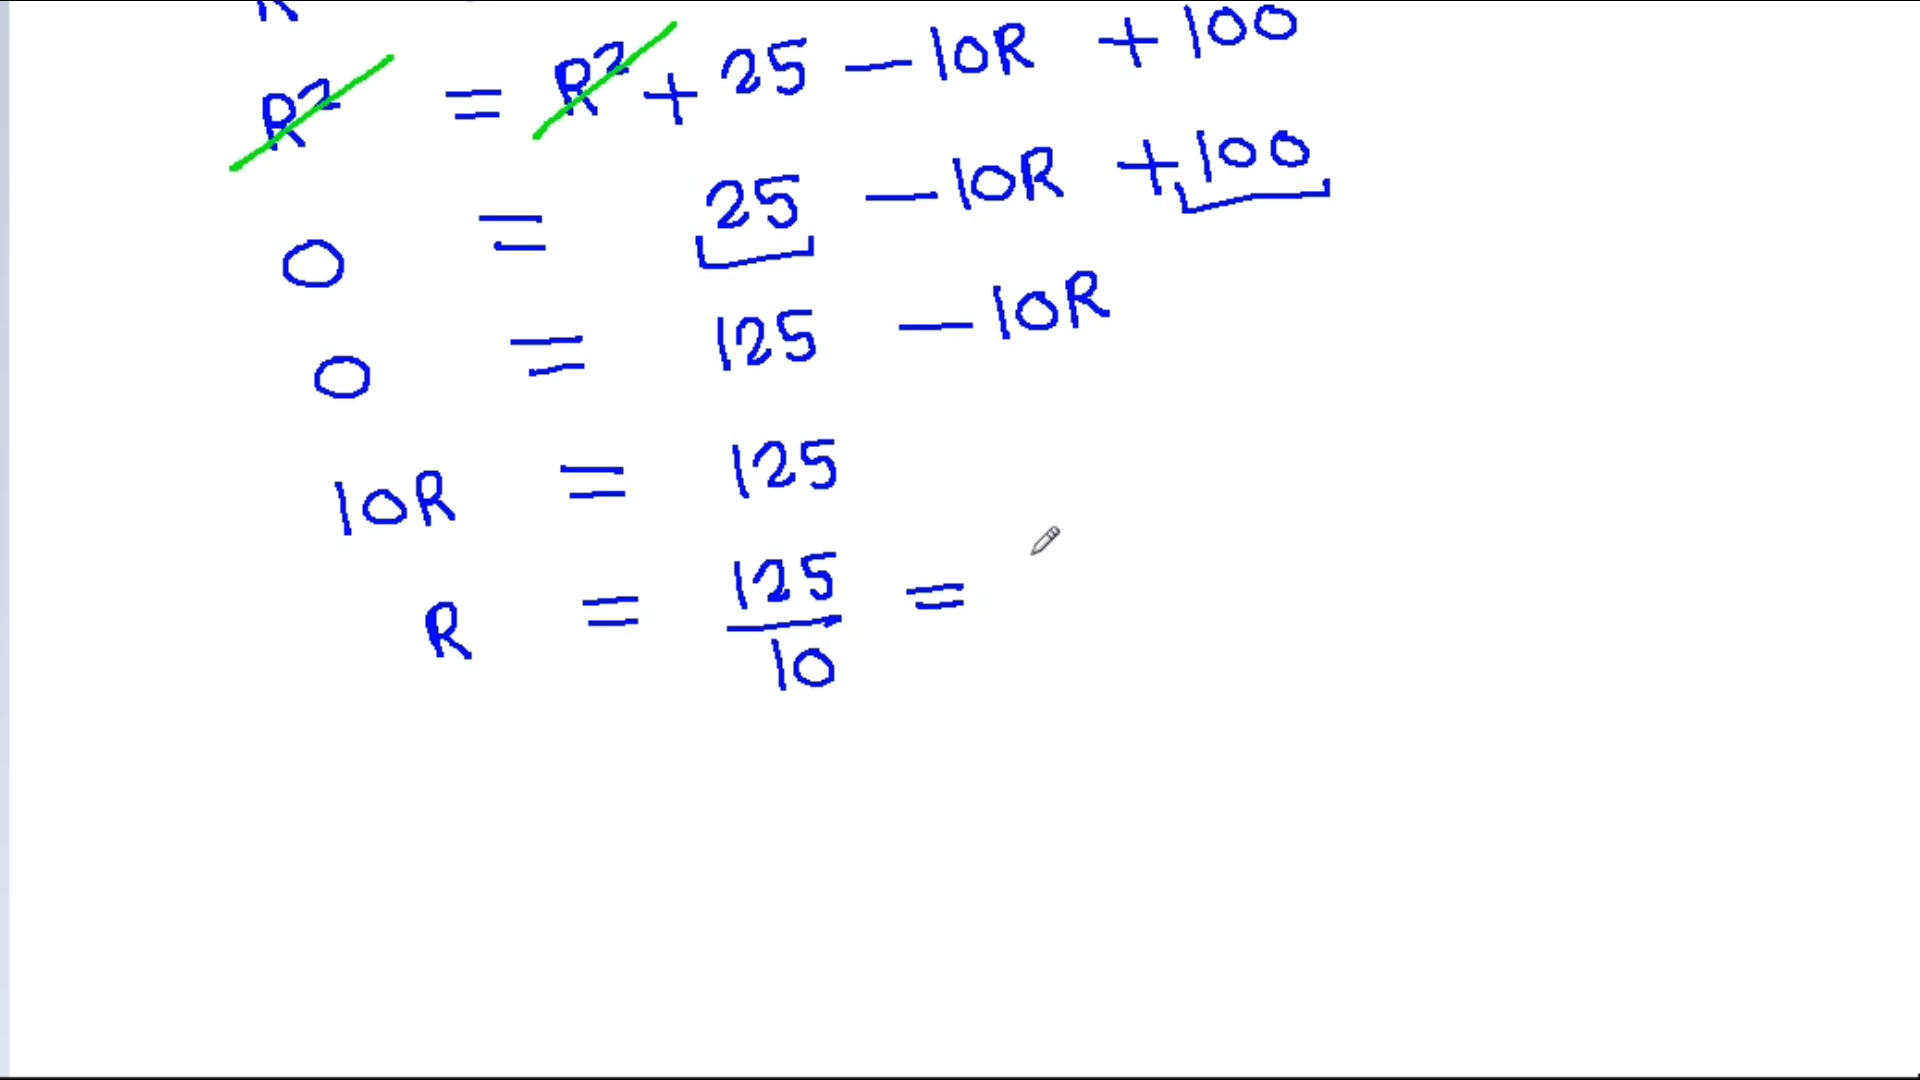 R² = R² + 25 – 10R + 100
0 = 25 – 10R + 100
0 = 125 – 10R
10R = 125
R = 125/10 =